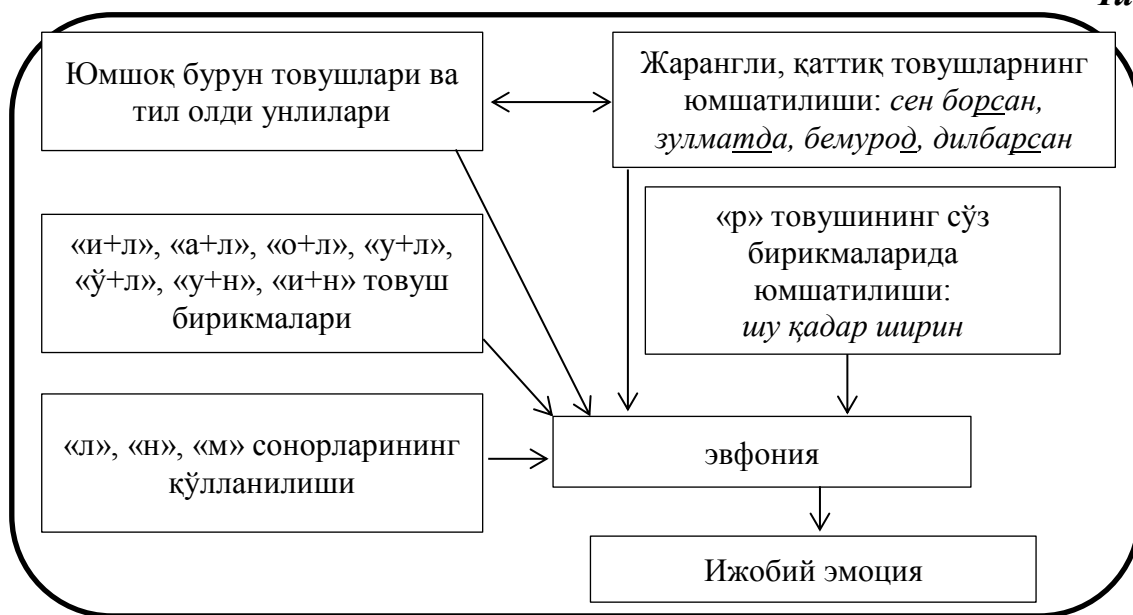 Юмшоқ бурун товушлари ва
тил олди унлилари
Жарангли, қаттиқ товушларнинг
юмшатилиши: сен борсан,
зулматда, бемурод, дилбарсан
«и+л», «а+л», «о+л», «у+л»,
«ў+л», «у+н», «и+н» товуш
бирикмалари
«р» товушининг сўз
бирикмаларида
юмшатилиши:
шу қадар ширин
«л», «н», «м» сонорларининг
қўлланилиши
эвфония
Ижобий эмоция